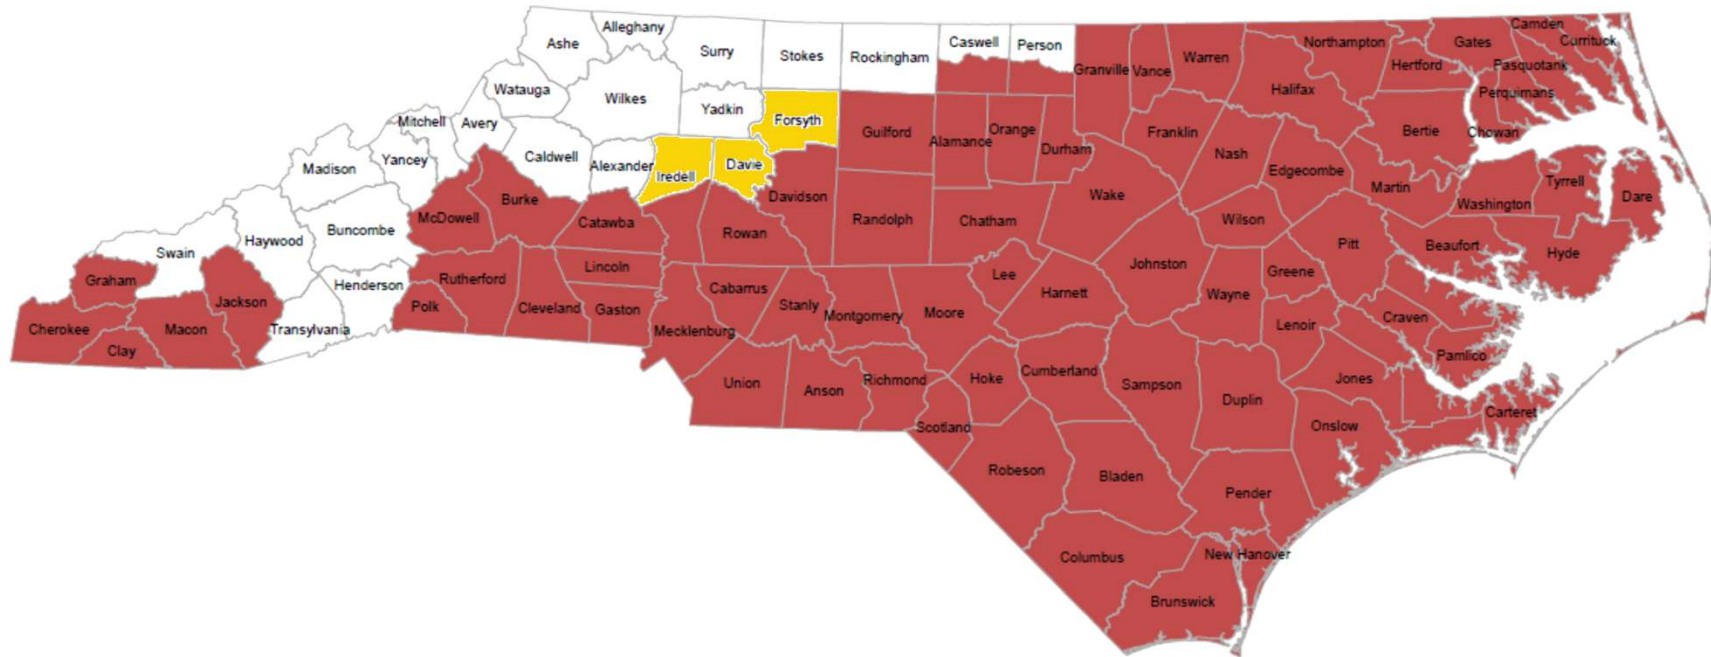 Alleghany
Ashe
Surry
Stokes
Rockingham
Caswell
Person
Granville
Vance
Warren
Northampton
Gates
Camden
Currituck
Hertford
Pasquotank
Perquimans
Halifax
Watauga
Wilkes
Yadkin
Forsyth
Mitchell
Avery
Guilford
Alamance
Orange
Durham
Franklin
Bertie
Chowan
Nash
Edgecombe
Madison
Yancey
Caldwell
Alexander
Iredell
Davie
Davidson
Martin
Tyrrell
Washington
Dare
McDowell
Burke
Catawba
Rowan
Randolph
Chatham
Wake
Wilson
Pitt
Beaufort
Hyde
Buncombe
Haywood
Swain
Graham
Jackson
Rutherford
Lincoln
Henderson
Polk
Cleveland
Gaston
Cabarrus
Stanly
Montgomery
Moore
Lee
Harnett
Johnston
Greene
Wayne
Lenoir
Craven
Pamlico
Cherokee
Macon
Clay
Transylvania
Mecklenburg
Union
Anson
Richmond
Hoke
Cumberland
Sampson
Duplin
Jones
Onslow
Carteret
Scotland
Robeson
Bladen
Pender
Columbus
New Hanover
Brunswick